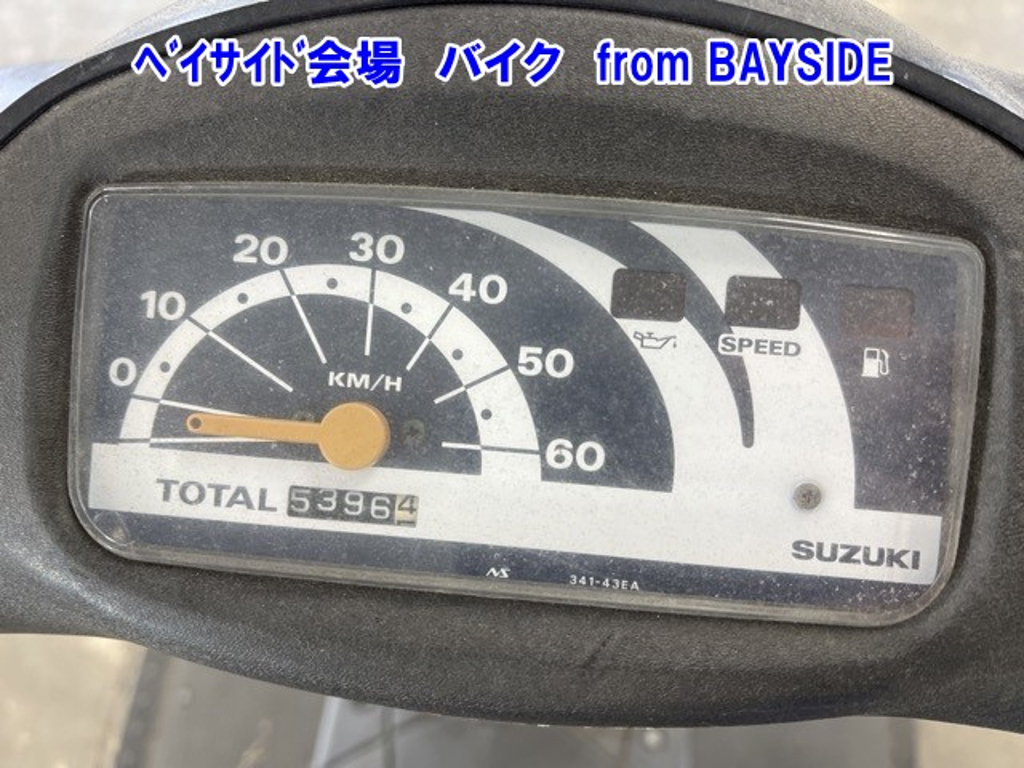 ﾍﾞｲｻｲﾄﾞ会場　バイク　from BAYSIDE
0
10
20
30
40
50
60
KM/H
SPEED
TOTAL 53964
SUZUKI
NS 341-43EA